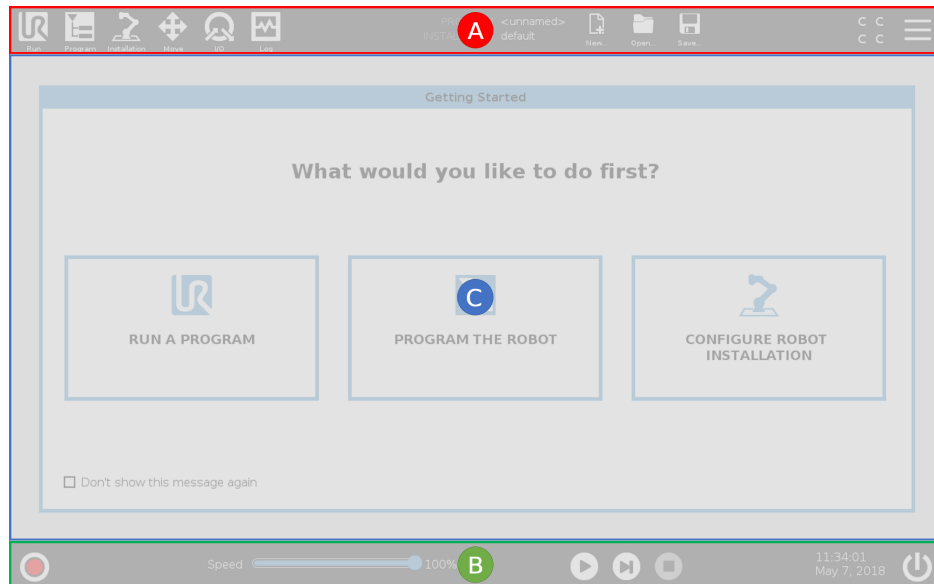 <unnamed>
default
C C
C C
Run
Program
Installation
Move
I/O
Log
A
New...
Open...
Save...
Getting Started
What would you like to do first?
C
RUN A PROGRAM
PROGRAM THE ROBOT
CONFIGURE ROBOT
INSTALLATION
Don't show this message again
Speed
100%
B
11:34:01
May 7, 2018